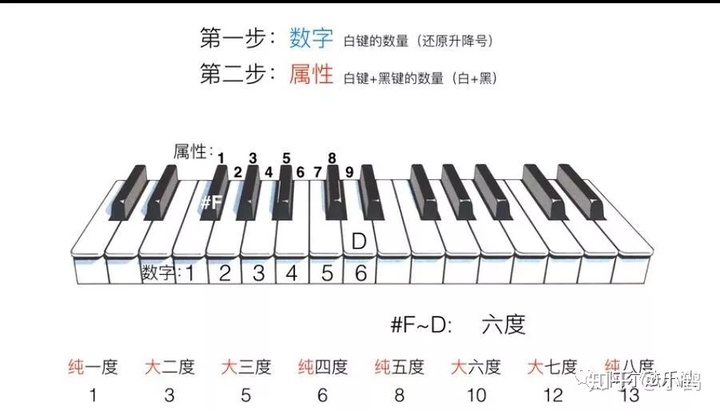 第一步：数字 白键的数量（还原升降号）
第二步：属性 白键+黑键的数量（白+黑）
属性：1 2 3 4 5 6 7 8 9
#F
D
数字：1 2 3 4 5 6
#F~D： 六度
纯一度 大二度 大三度 纯四度 纯五度 大六度 大七度 纯八度
1 3 5 6 8 10 12 13